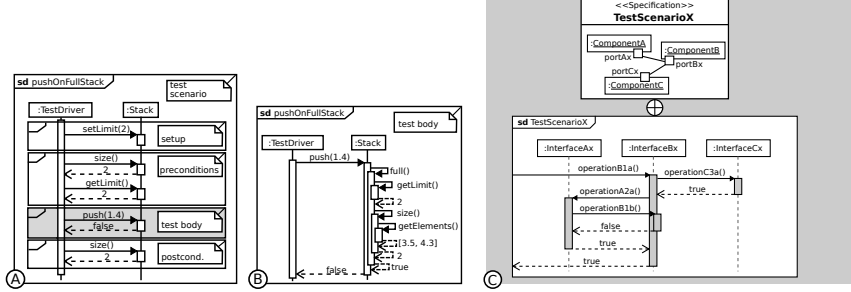 sd pushOnFullStack
test
scenario
:TestDriver
:Stack
setLimit(2)
setup
size()
2
preconditions
getLimit()
2
push(1.4)
false
test body
size()
2
postcond.
A
sd pushOnFullStack
test body
:TestDriver
:Stack
push(1.4)
full()
getLimit()
2
size()
getElements()
[3.5, 4.3]
2
true
false
B
<<Specification>>
TestScenarioX
:ComponentA
:ComponentB
portAx
portBx
portCx
:ComponentC
sd TestScenarioX
:InterfaceAx
:InterfaceBx
:InterfaceCx
operationB1a()
operationC3a()
true
operationA2a()
operationB1b()
false
true
true
C